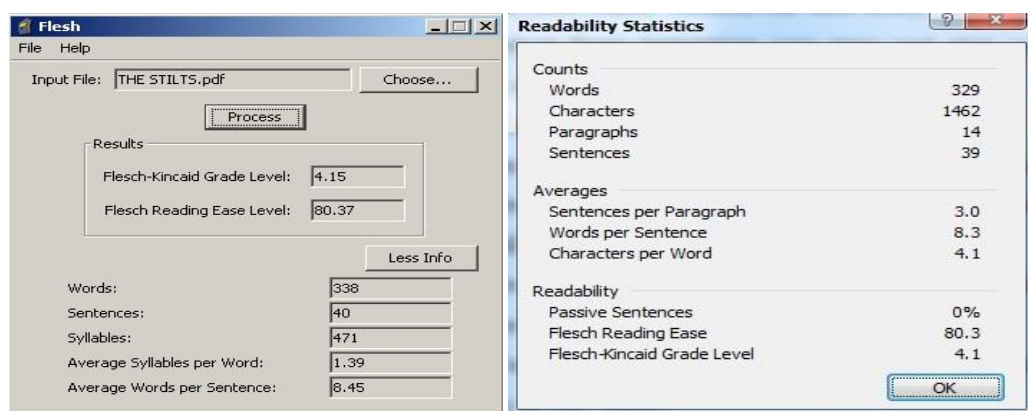 Flesh
File Help
Input File: THE STILTS.pdf Choose...
Process
Results
Flesch-Kincaid Grade Level: 4.15
Flesch Reading Ease Level: 80.37
Less Info
Words: 338
Sentences: 40
Syllables: 471
Average Syllables per Word: 1.39
Average Words per Sentence: 8.45
Readability Statistics
Counts
Words 329
Characters 1462
Paragraphs 14
Sentences 39
Averages
Sentences per Paragraph 3.0
Words per Sentence 8.3
Characters per Word 4.1
Readability
Passive Sentences 0%
Flesch Reading Ease 80.3
Flesch-Kincaid Grade Level 4.1
OK